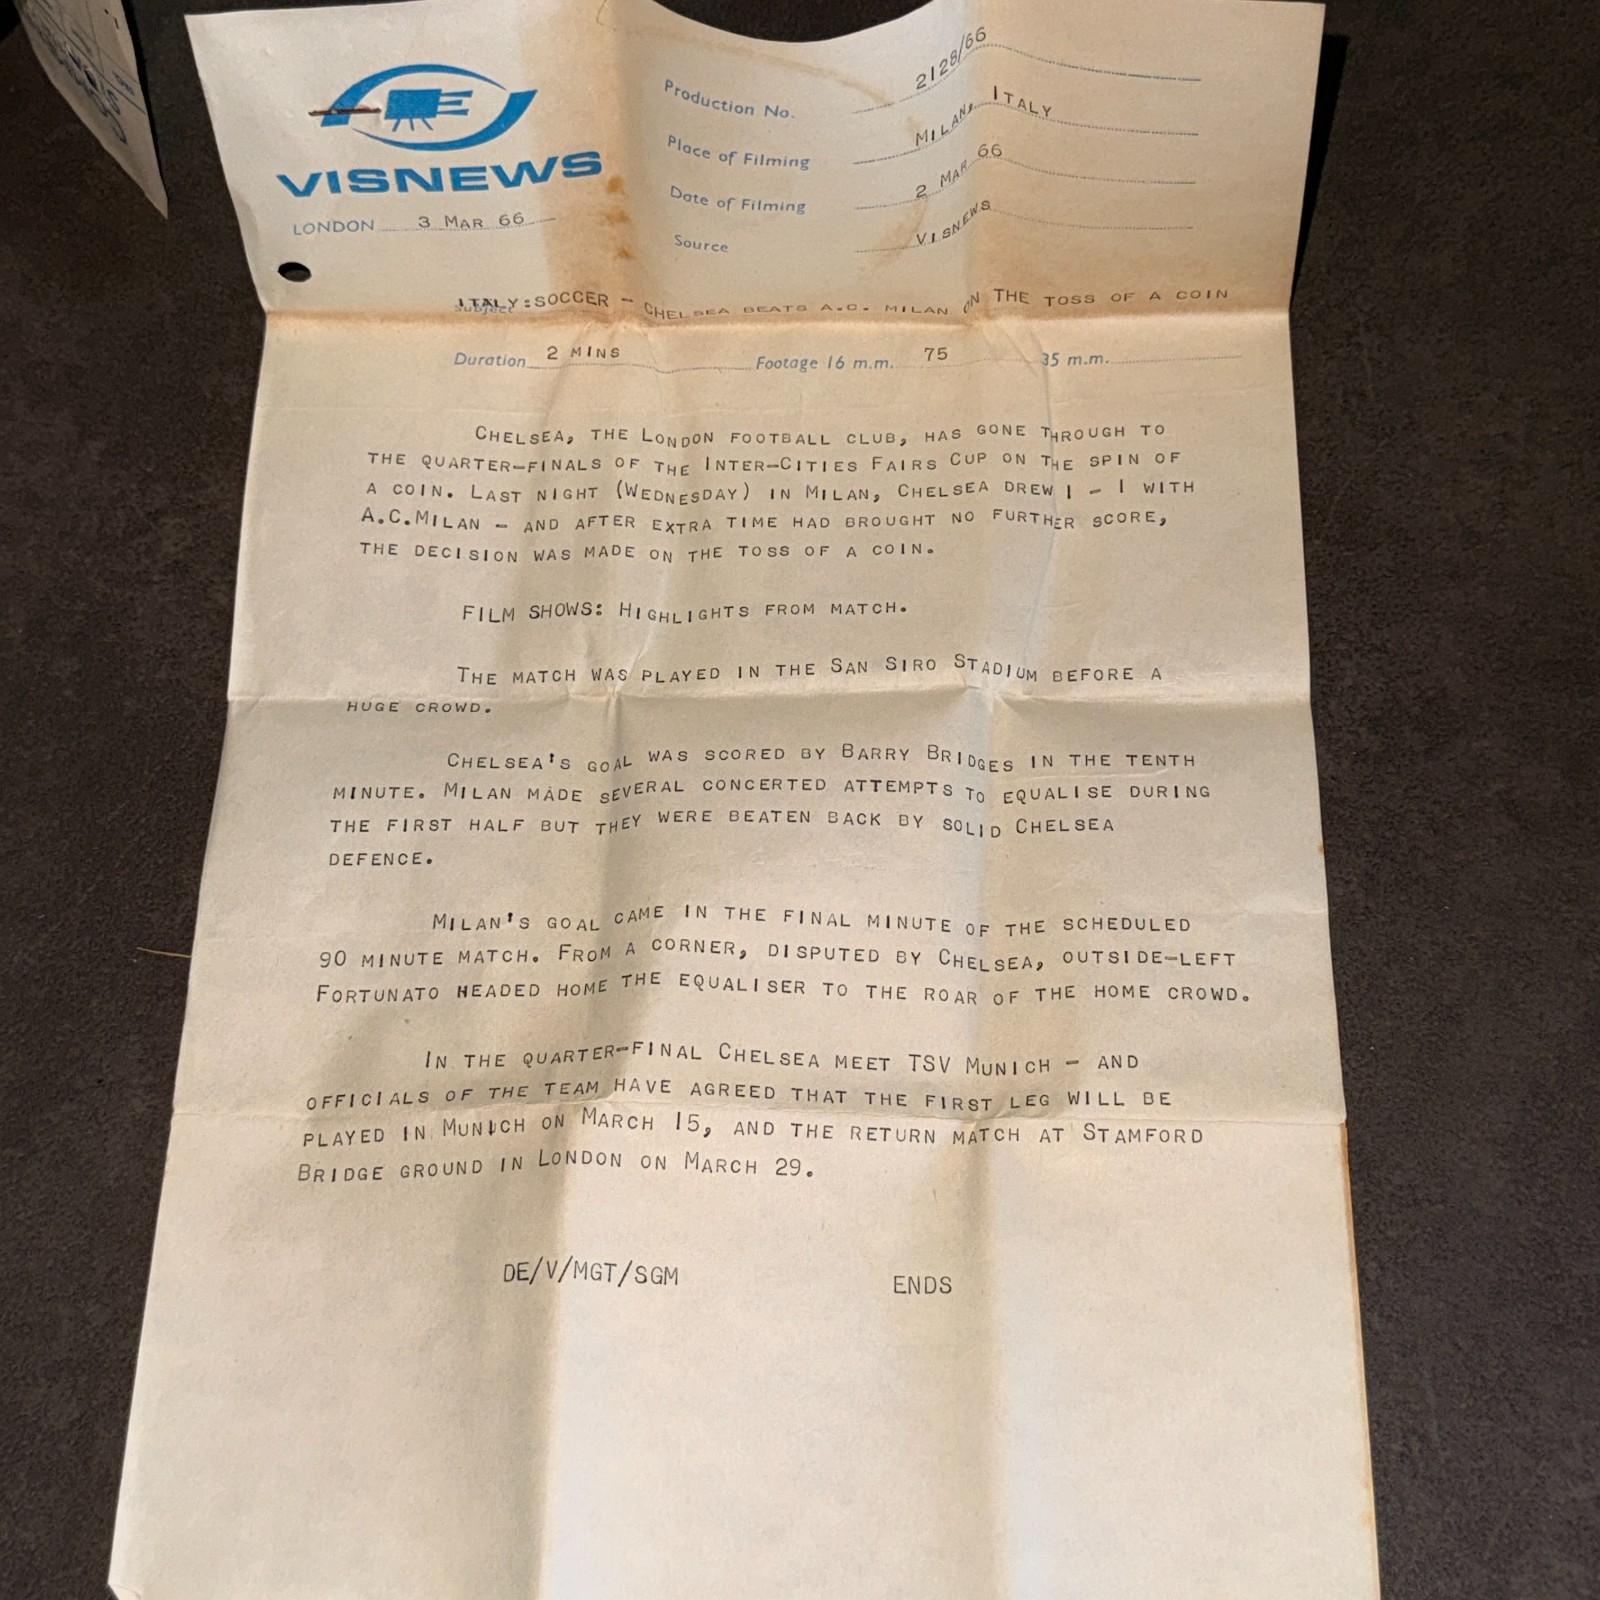 VISNEWS
LONDON 3 MAR 66
Production No. 2128/66
Place of Filming MILAN, ITALY
Date of Filming 2 MAR 66
Source VISNEWS
Subject ITALY:SOCCER - CHELSEA BEATS A.C. MILAN ON THE TOSS OF A COIN
Duration 2 MINS Footage 16 m.m. 75 35 m.m.
CHELSEA, THE LONDON FOOTBALL CLUB, HAS GONE THROUGH TO
THE QUARTER-FINALS OF THE INTER-CITIES FAIRS CUP ON THE SPIN OF
A COIN. LAST NIGHT (WEDNESDAY) IN MILAN, CHELSEA DREW 1 - 1 WITH
A.C.MILAN - AND AFTER EXTRA TIME HAD BROUGHT NO FURTHER SCORE,
THE DECISION WAS MADE ON THE TOSS OF A COIN.
FILM SHOWS: HIGHLIGHTS FROM MATCH.
THE MATCH WAS PLAYED IN THE SAN SIRO STADIUM BEFORE A
HUGE CROWD.
CHELSEA'S GOAL WAS SCORED BY BARRY BRIDGES IN THE TENTH
MINUTE. MILAN MADE SEVERAL CONCERTED ATTEMPTS TO EQUALISE DURING
THE FIRST HALF BUT THEY WERE BEATEN BACK BY SOLID CHELSEA
DEFENCE.
MILAN'S GOAL CAME IN THE FINAL MINUTE OF THE SCHEDULED
90 MINUTE MATCH. FROM A CORNER, DISPUTED BY CHELSEA, OUTSIDE-LEFT
FORTUNATO HEADED HOME THE EQUALISER TO THE ROAR OF THE HOME CROWD.
IN THE QUARTER-FINAL CHELSEA MEET TSV MUNICH - AND
OFFICIALS OF THE TEAM HAVE AGREED THAT THE FIRST LEG WILL BE
PLAYED IN MUNICH ON MARCH 15, AND THE RETURN MATCH AT STAMFORD
BRIDGE GROUND IN LONDON ON MARCH 29.
DE/V/MGT/SGM ENDS